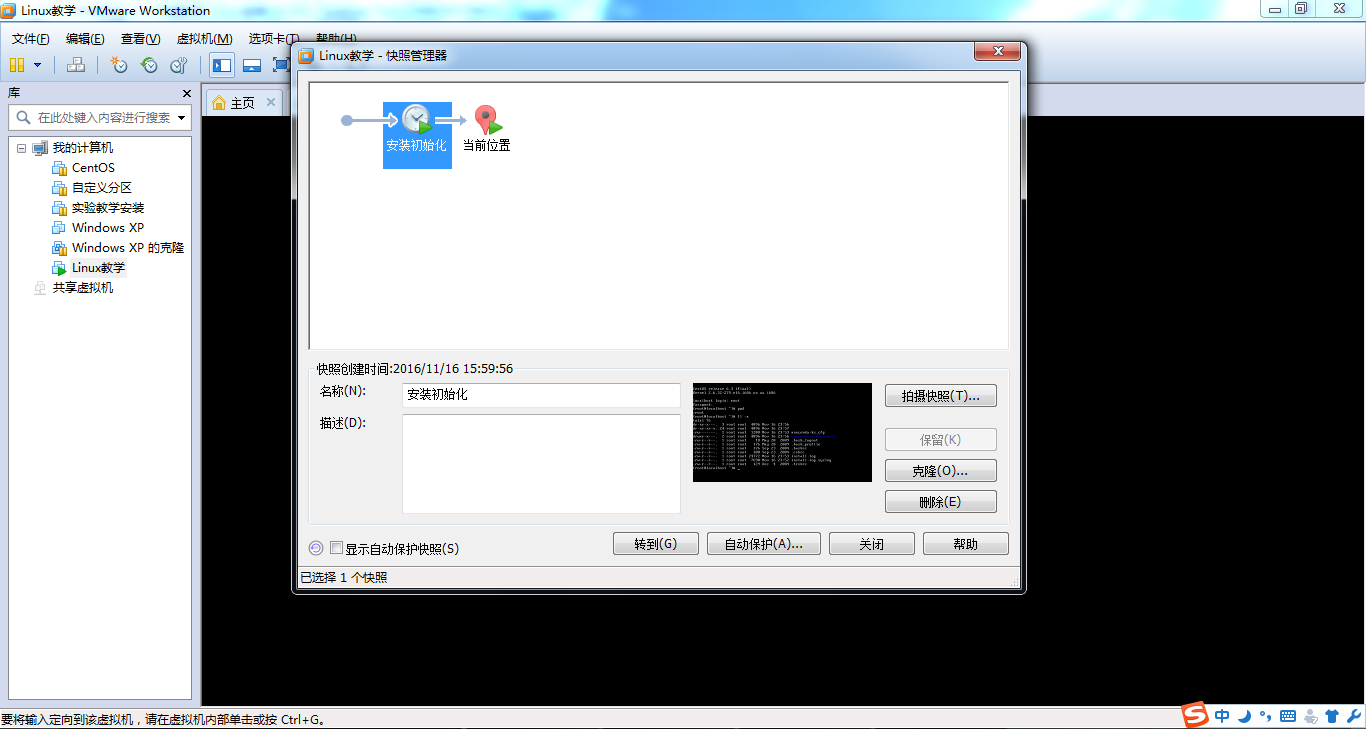 Linux教学 - VMware Workstation
文件(F) 编辑(E) 查看(V) 虚拟机(M) 选项卡(T) 帮助(H)
Linux教学 - 快照管理器
库
主页
在此处键入内容进行搜索
安装初始化
当前位置
我的计算机
CentOS
自定义分区
实验教学安装
Windows XP
Windows XP 的克隆
Linux教学
共享虚拟机
快照创建时间:2016/11/16 15:59:56
名称(N):
安装初始化
描述(D):
拍摄快照(T)...
保留(K)
克隆(O)...
删除(E)
显示自动保护快照(S)
转到(G)
自动保护(A)...
关闭
帮助
已选择 1 个快照
要将输入定向到该虚拟机，请在虚拟机内部单击或按 Ctrl+G。
中